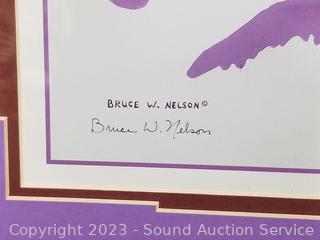 BRUCE W. NELSON ©
Bruce W. Nelson
Copyright 2023 - Sound Auction Service